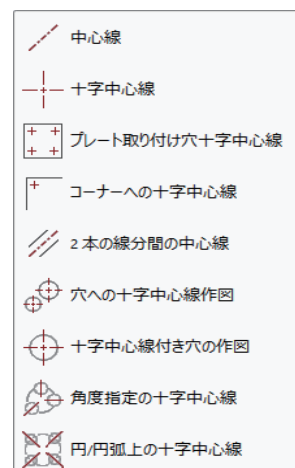 中心線
十字中心線
プレート取り付け穴十字中心線
コーナーへの十字中心線
2 本の線分間の中心線
穴への十字中心線作図
十字中心線付き穴の作図
角度指定の十字中心線
円/円弧上の十字中心線